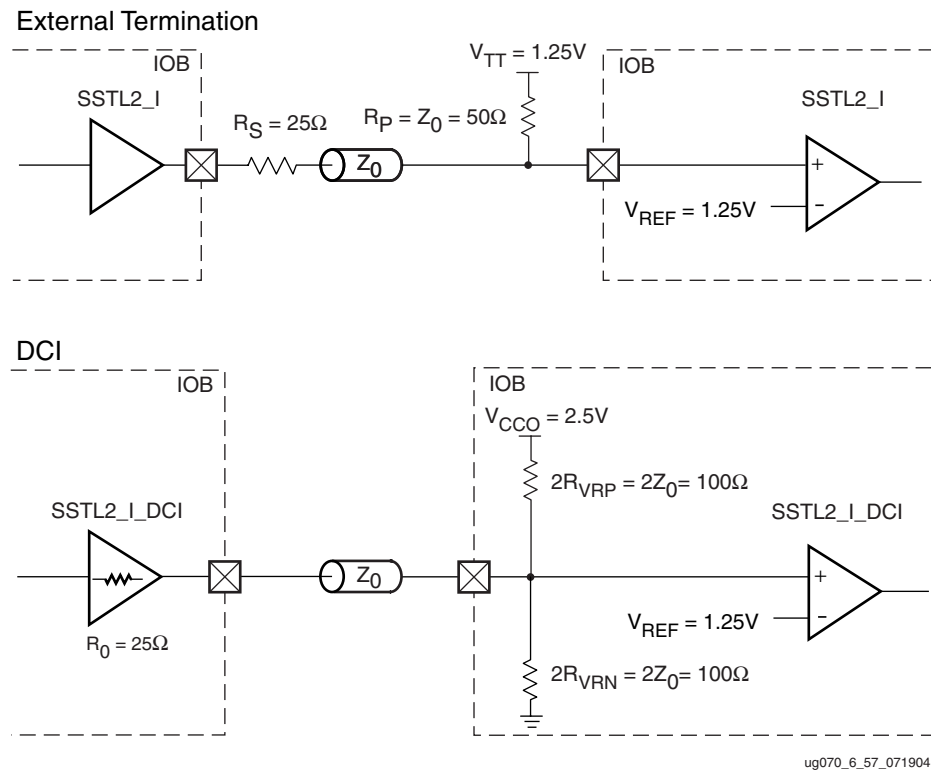 External Termination
IOB
SSTL2_I
R_S = 25Ω
Z_0
R_P = Z_0 = 50Ω
V_TT = 1.25V
IOB
SSTL2_I
+
V_REF = 1.25V
–
DCI
IOB
SSTL2_I_DCI
R_0 = 25Ω
Z_0
IOB
V_CCO = 2.5V
2R_VRP = 2Z_0= 100Ω
SSTL2_I_DCI
+
V_REF = 1.25V
–
2R_VRN = 2Z_0= 100Ω
ug070_6_57_071904